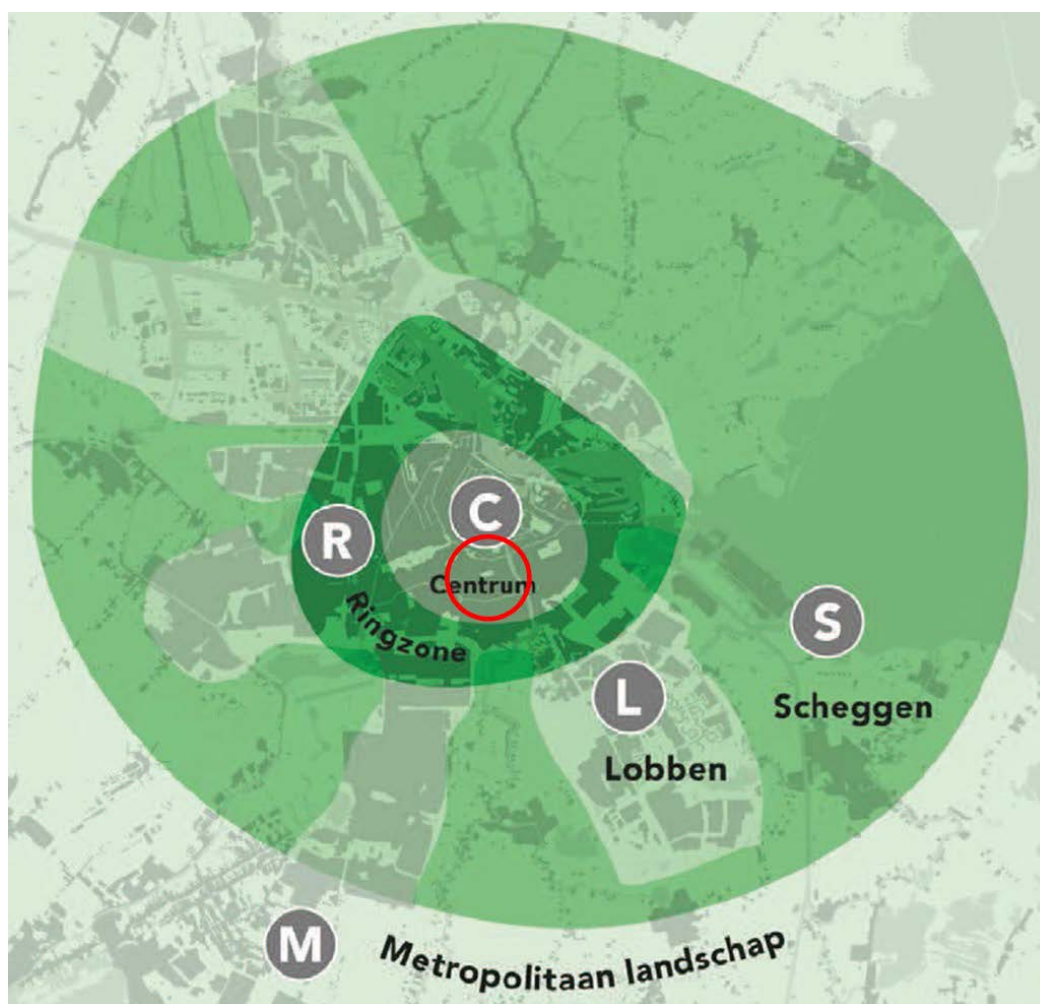 C
Centrum
R
Ringzone
S
Scheggen
L
Lobben
M
Metropolitaan landschap